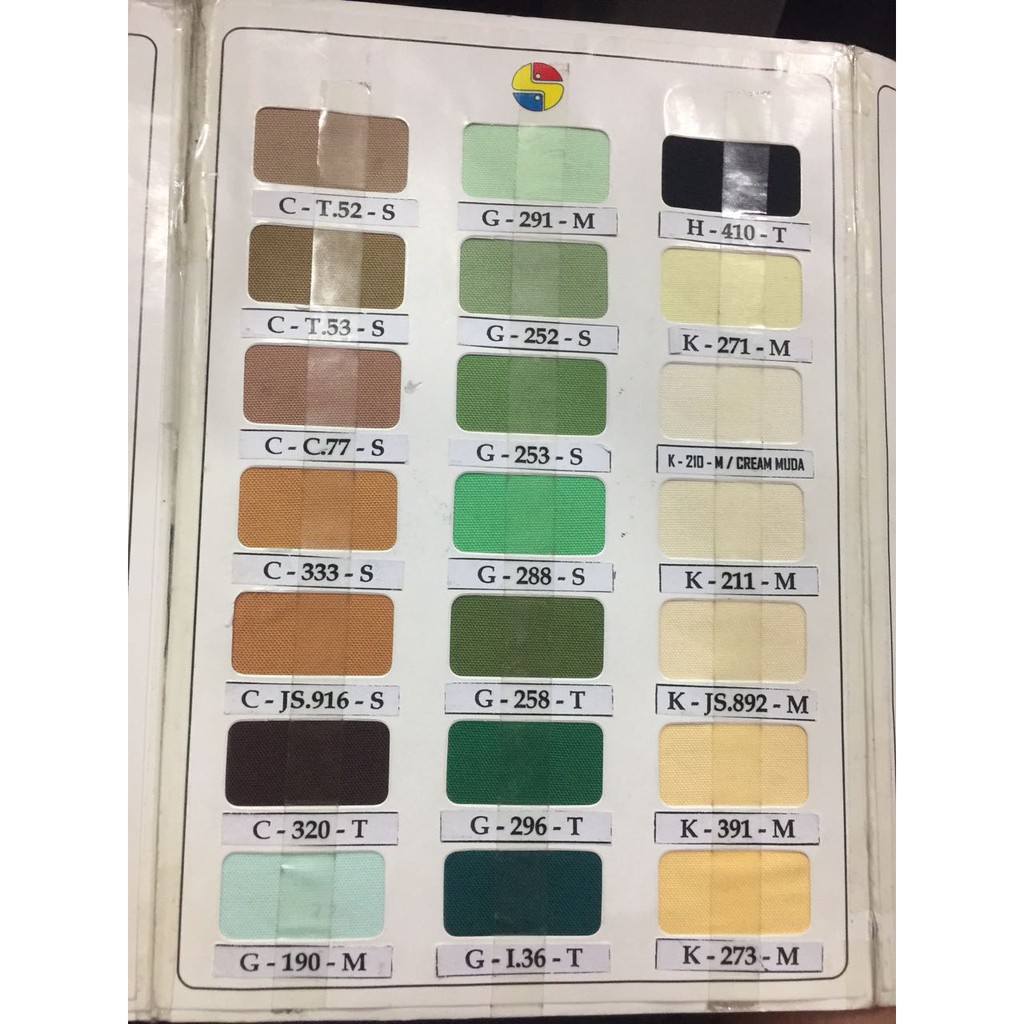 C - T.52 - S
C - T.53 - S
C - C.77 - S
C - 333 - S
C - JS.916 - S
C - 320 - T
G - 190 - M
G - 291 - M
G - 252 - S
G - 253 - S
G - 288 - S
G - 258 - T
G - 296 - T
G - I.36 - T
H - 410 - T
K - 271 - M
K - 210 - M / CREAM MUDA
K - 211 - M
K - JS.892 - M
K - 391 - M
K - 273 - M